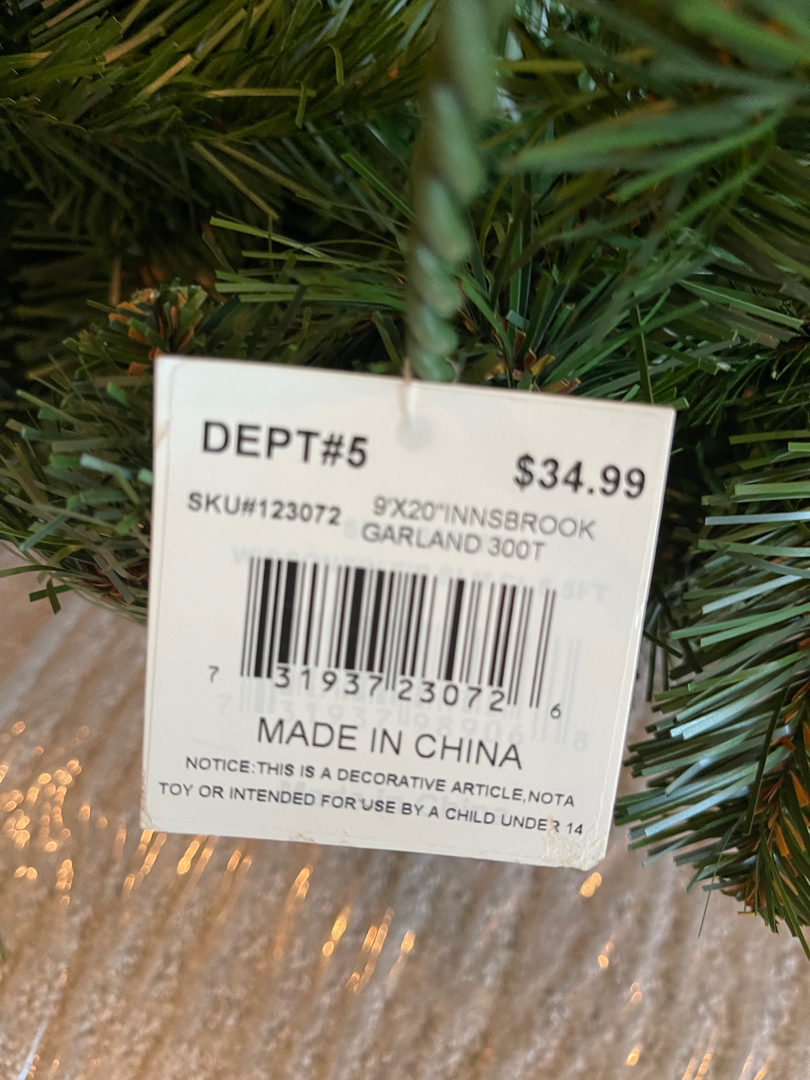 DEPT#5
$34.99
SKU#123072
9'X20"INNSBROOK
GARLAND 300T
7 31937 23072 6
MADE IN CHINA
NOTICE:THIS IS A DECORATIVE ARTICLE,NOTA
TOY OR INTENDED FOR USE BY A CHILD UNDER 14